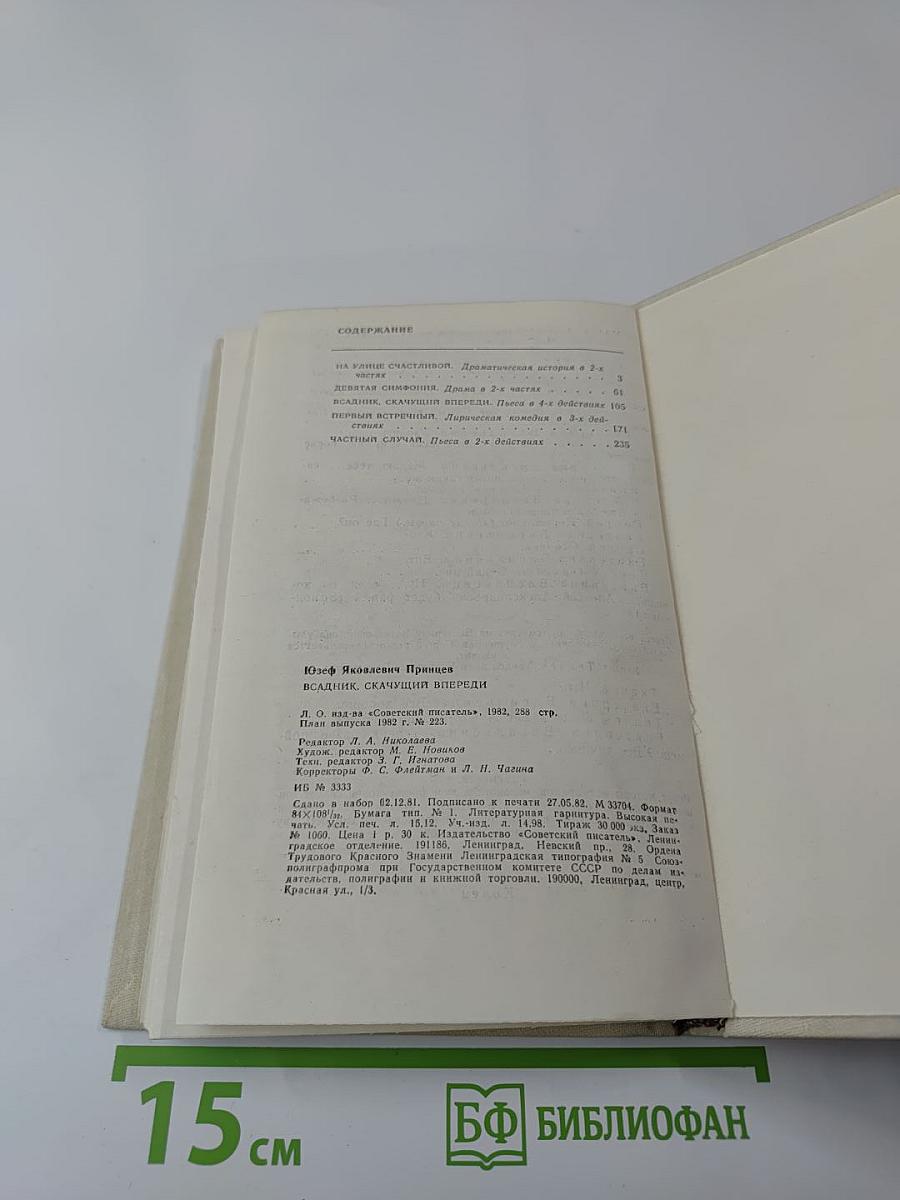 СОДЕРЖАНИЕ
НА УЛИЦЕ СЧАСТЛИВОЙ. Драматическая история в 2-х
частях . . . . . . . . . . . . . . . . . . 3
ДЕВЯТАЯ СИМФОНИЯ. Драма в 2-х частях . . . . . 61
ВСАДНИК, СКАЧУЩИЙ ВПЕРЕДИ. Пьеса в 4-х действиях 105
ПЕРВЫЙ ВСТРЕЧНЫЙ. Лирическая комедия в 3-х дей-
ствиях . . . . . . . . . . . . . . . . . . 171
ЧАСТНЫЙ СЛУЧАЙ. Пьеса в 2-х действиях . . . . . 235
Юзеф Яковлевич Принцев
ВСАДНИК, СКАЧУЩИЙ ВПЕРЕДИ
Л. О. изд-ва «Советский писатель», 1982, 288 стр.
План выпуска 1982 г. № 223.
Редактор Л. А. Николаева
Худож. редактор М. Е. Новиков
Техн. редактор З. Г. Игнатова
Корректоры Ф. С. Флейтман и Л. Н. Чагина
ИБ № 3333
Сдано в набор 02.12.81. Подписано к печати 27.05.82. М 33704. Формат
84×108¹/₃₂. Бумага тип. № 1. Литературная гарнитура. Высокая пе-
чать. Усл. печ. л. 15,12. Уч.-изд. л. 14,98. Тираж 30 000 экз. Заказ
№ 1060. Цена 1 р. 30 к. Издательство «Советский писатель», Ленин-
градское отделение. 191186, Ленинград, Невский пр., 28. Ордена
Трудового Красного Знамени Ленинградская типография № 5 Союз-
полиграфпрома при Государственном комитете СССР по делам из-
дательств, полиграфии и книжной торговли. 190000, Ленинград, центр,
Красная ул., 1/3.
15 см
БФ БИБЛИОФАН